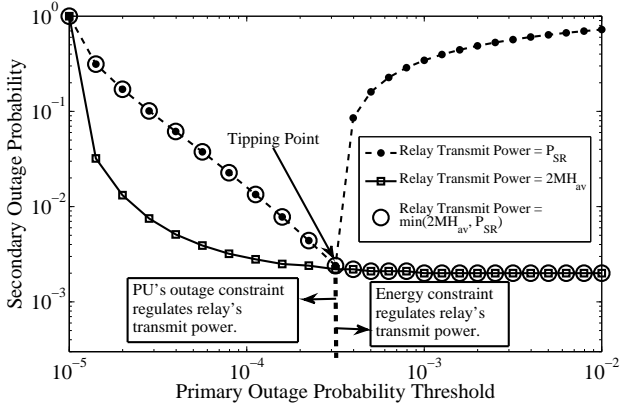 10^0
10^-1
10^-2
10^-3
Secondary Outage Probability
Tipping Point
Relay Transmit Power = P_SR
Relay Transmit Power = 2MH_av
Relay Transmit Power =
min(2MH_av, P_SR)
PU's outage constraint
regulates relay's
transmit power.
Energy constraint
regulates relay's
transmit power.
10^-5
10^-4
10^-3
10^-2
Primary Outage Probability Threshold